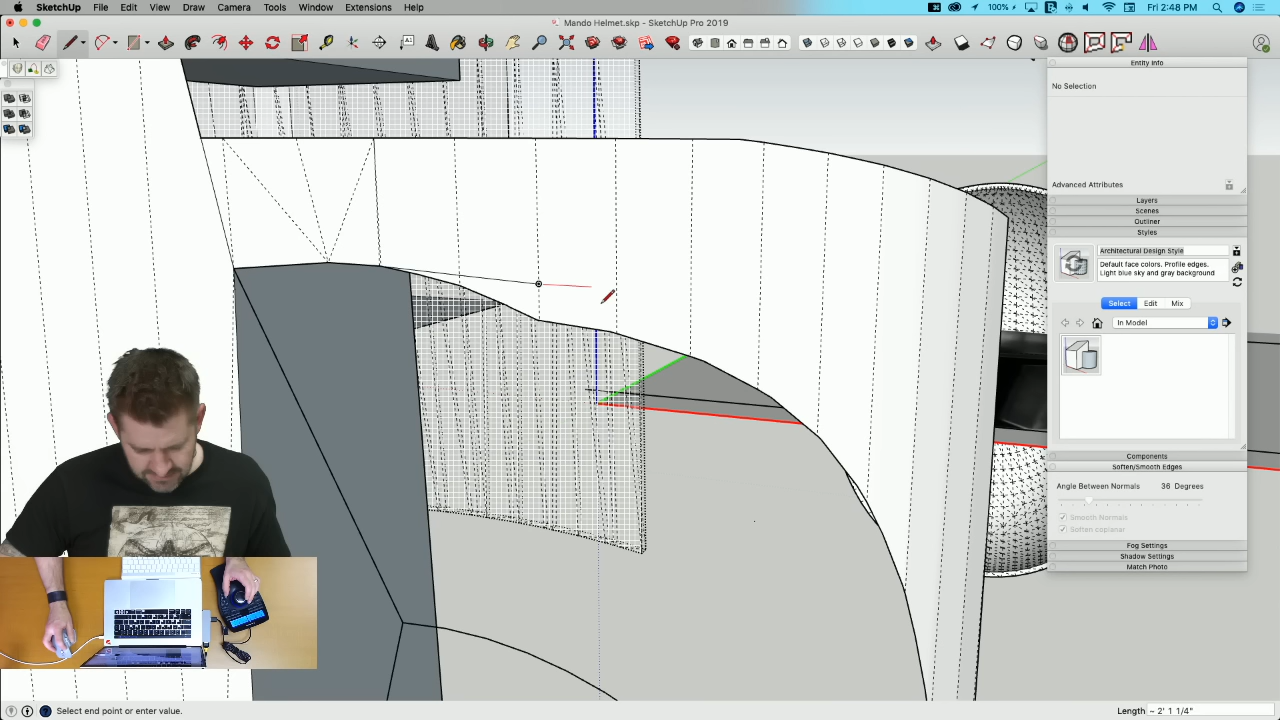 SketchUp File Edit View Draw Camera Tools Window Extensions Help
100% Fri 2:48 PM
Mando Helmet.skp - SketchUp Pro 2019
Entity Info
No Selection
Advanced Attributes
Layers
Scenes
Outliner
Styles
Architectural Design Style
Default face colors. Profile edges.
Light blue sky and gray background
Select Edit Mix
In Model
Components
Soften/Smooth Edges
Angle Between Normals 36 Degrees
Smooth Normals
Soften coplanar
Fog Settings
Shadow Settings
Match Photo
Select end point or enter value.
Length ~ 2' 1 1/4"